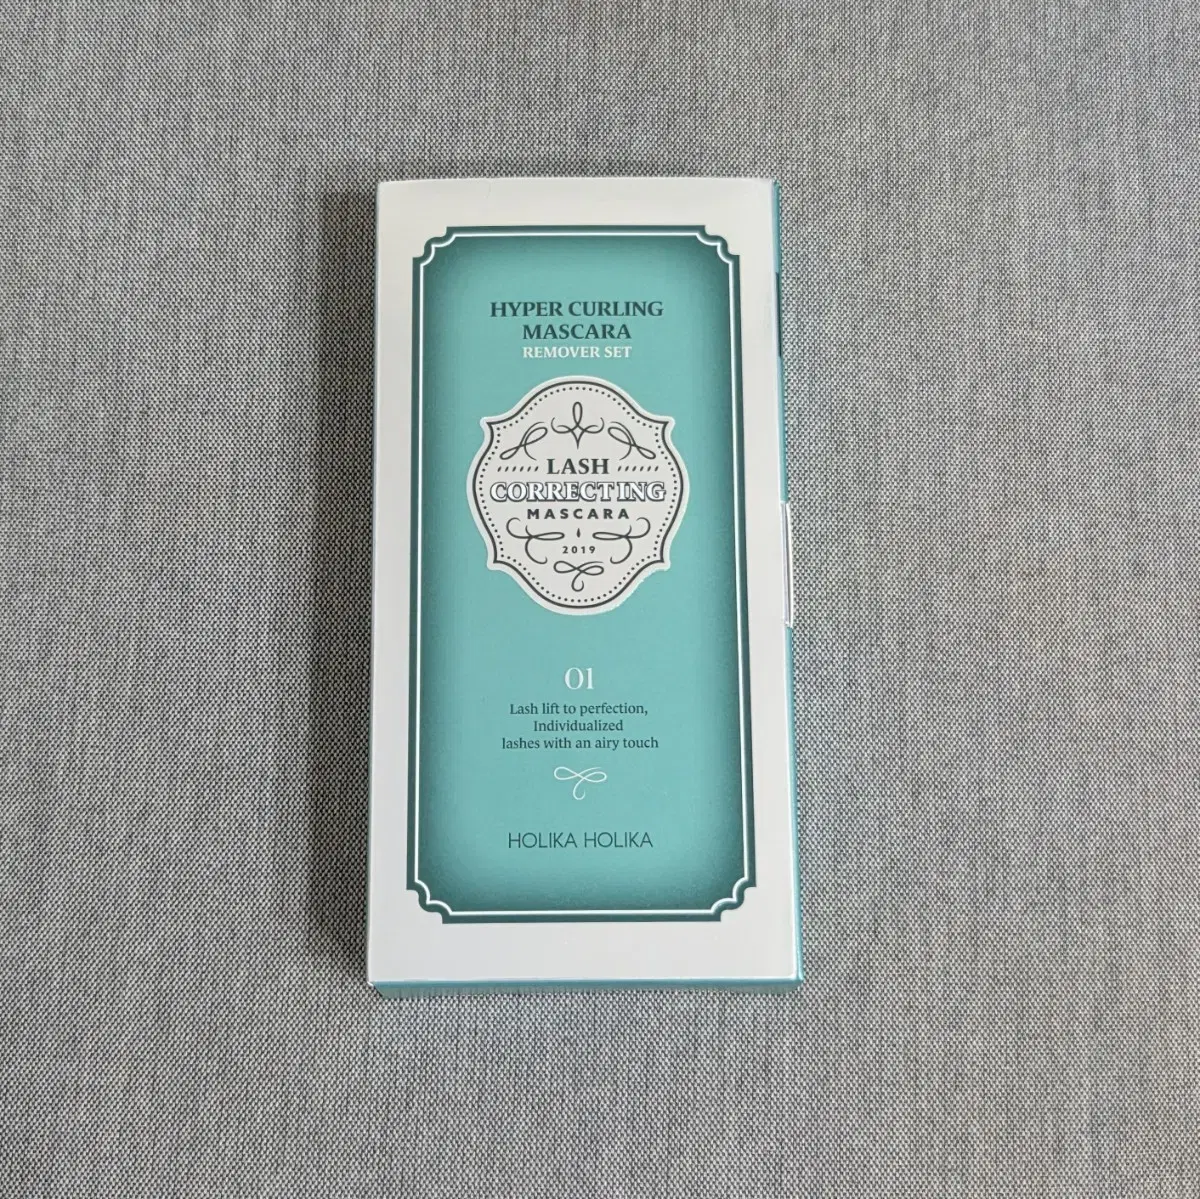 HYPER CURLING
MASCARA
REMOVER SET
LASH
CORRECTING
MASCARA
2019
01
Lash lift to perfection,
Individualized
lashes with an airy touch
HOLIKA HOLIKA